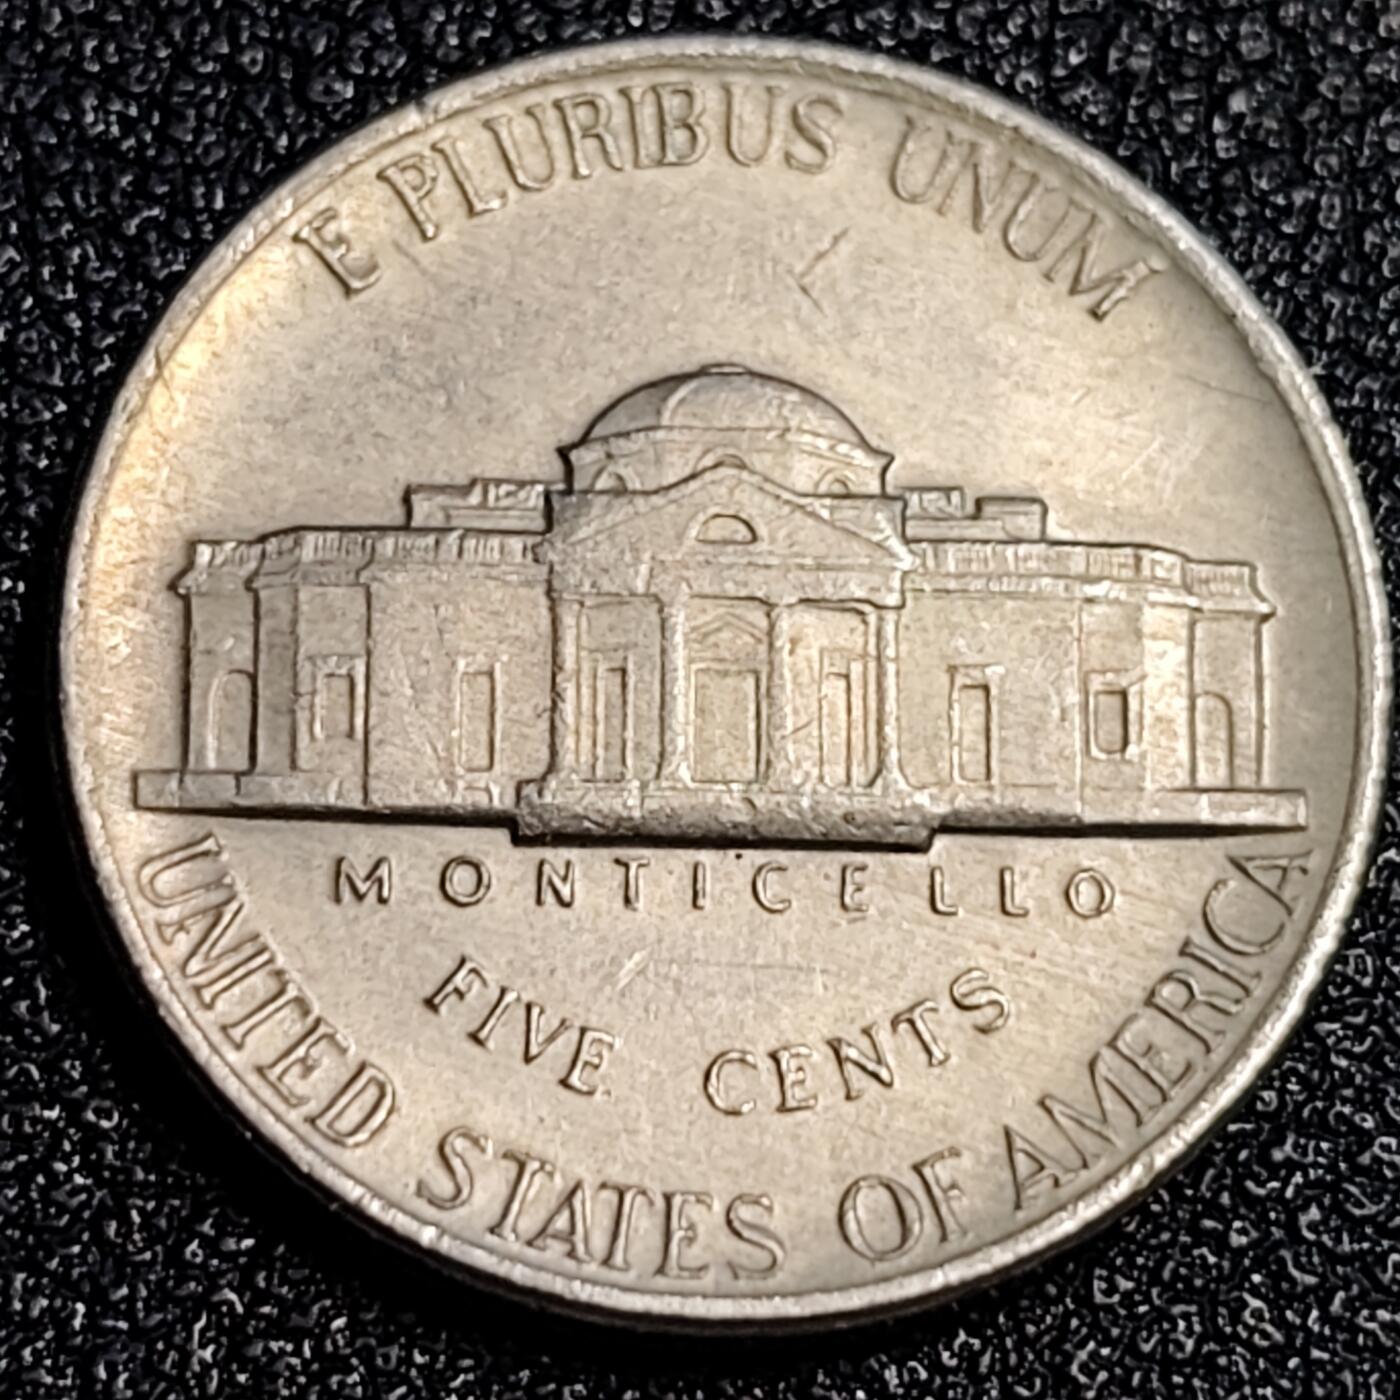 E PLURIBUS UNUM
MONTICELLO
FIVE CENTS
UNITED STATES OF AMERICA